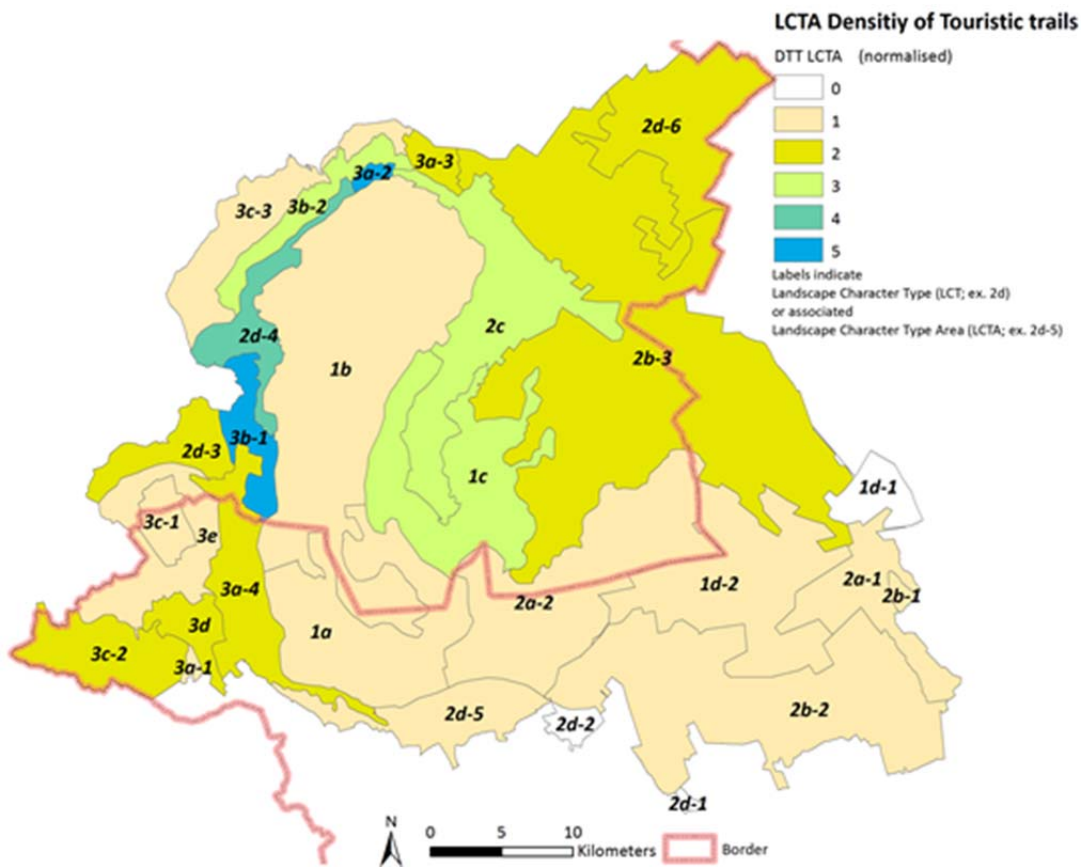 LCTA Densitiy of Touristic trails
DTT LCTA (normalised)
0
1
2
3
4
5
Labels indicate
Landscape Character Type (LCT; ex. 2d)
or associated
Landscape Character Type Area (LCTA; ex. 2d-5)
2d-6
3a-3
3a-2
3c-3
3b-2
2c
2d-4
2b-3
1b
3b-1
2d-3
1c
1d-1
3c-1
3e
3a-4
1d-2
2a-1
2b-1
2a-2
3d
1a
3c-2
3a-1
2d-5
2d-2
2b-2
2d-1
N
0 5 10
Kilometers
Border